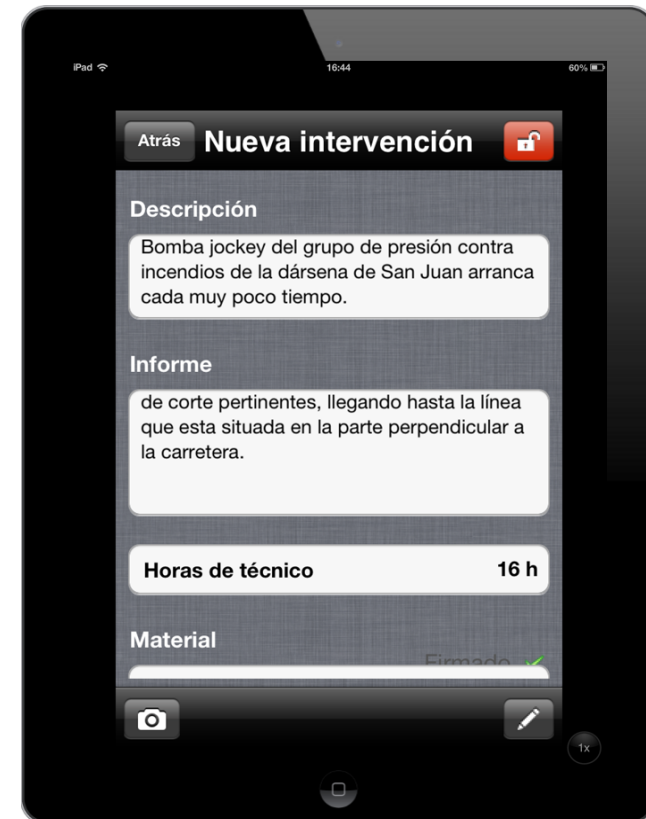 iPad
16:44
60%
Atrás
Nueva intervención
Descripción
Bomba jockey del grupo de presión contra
incendios de la dársena de San Juan arranca
cada muy poco tiempo.
Informe
de corte pertinentes, llegando hasta la línea
que esta situada en la parte perpendicular a
la carretera.
Horas de técnico 16 h
Material
Firmado
1x